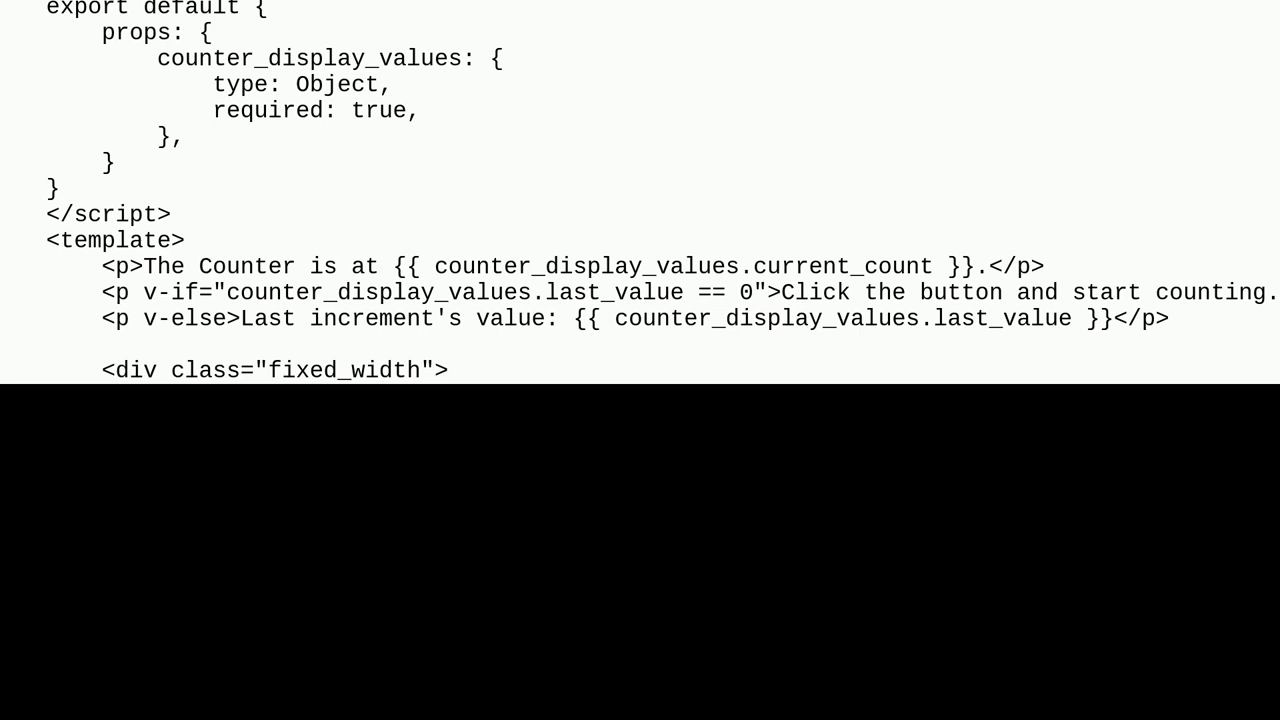 export default {
    props: {
        counter_display_values: {
            type: Object,
            required: true,
        },
    }
}
</script>
<template>
    <p>The Counter is at {{ counter_display_values.current_count }}.</p>
    <p v-if="counter_display_values.last_value == 0">Click the button and start counting.
    <p v-else>Last increment's value: {{ counter_display_values.last_value }}</p>

    <div class="fixed_width">